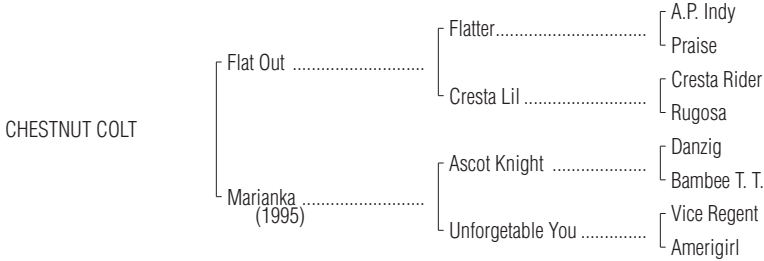 A.P. Indy
Flatter
Praise
Flat Out
Cresta Rider
Cresta Lil
Rugosa
CHESTNUT COLT
Danzig
Ascot Knight
Bambee T. T.
Marianka
(1995)
Vice Regent
Unforgetable You
Amerigirl